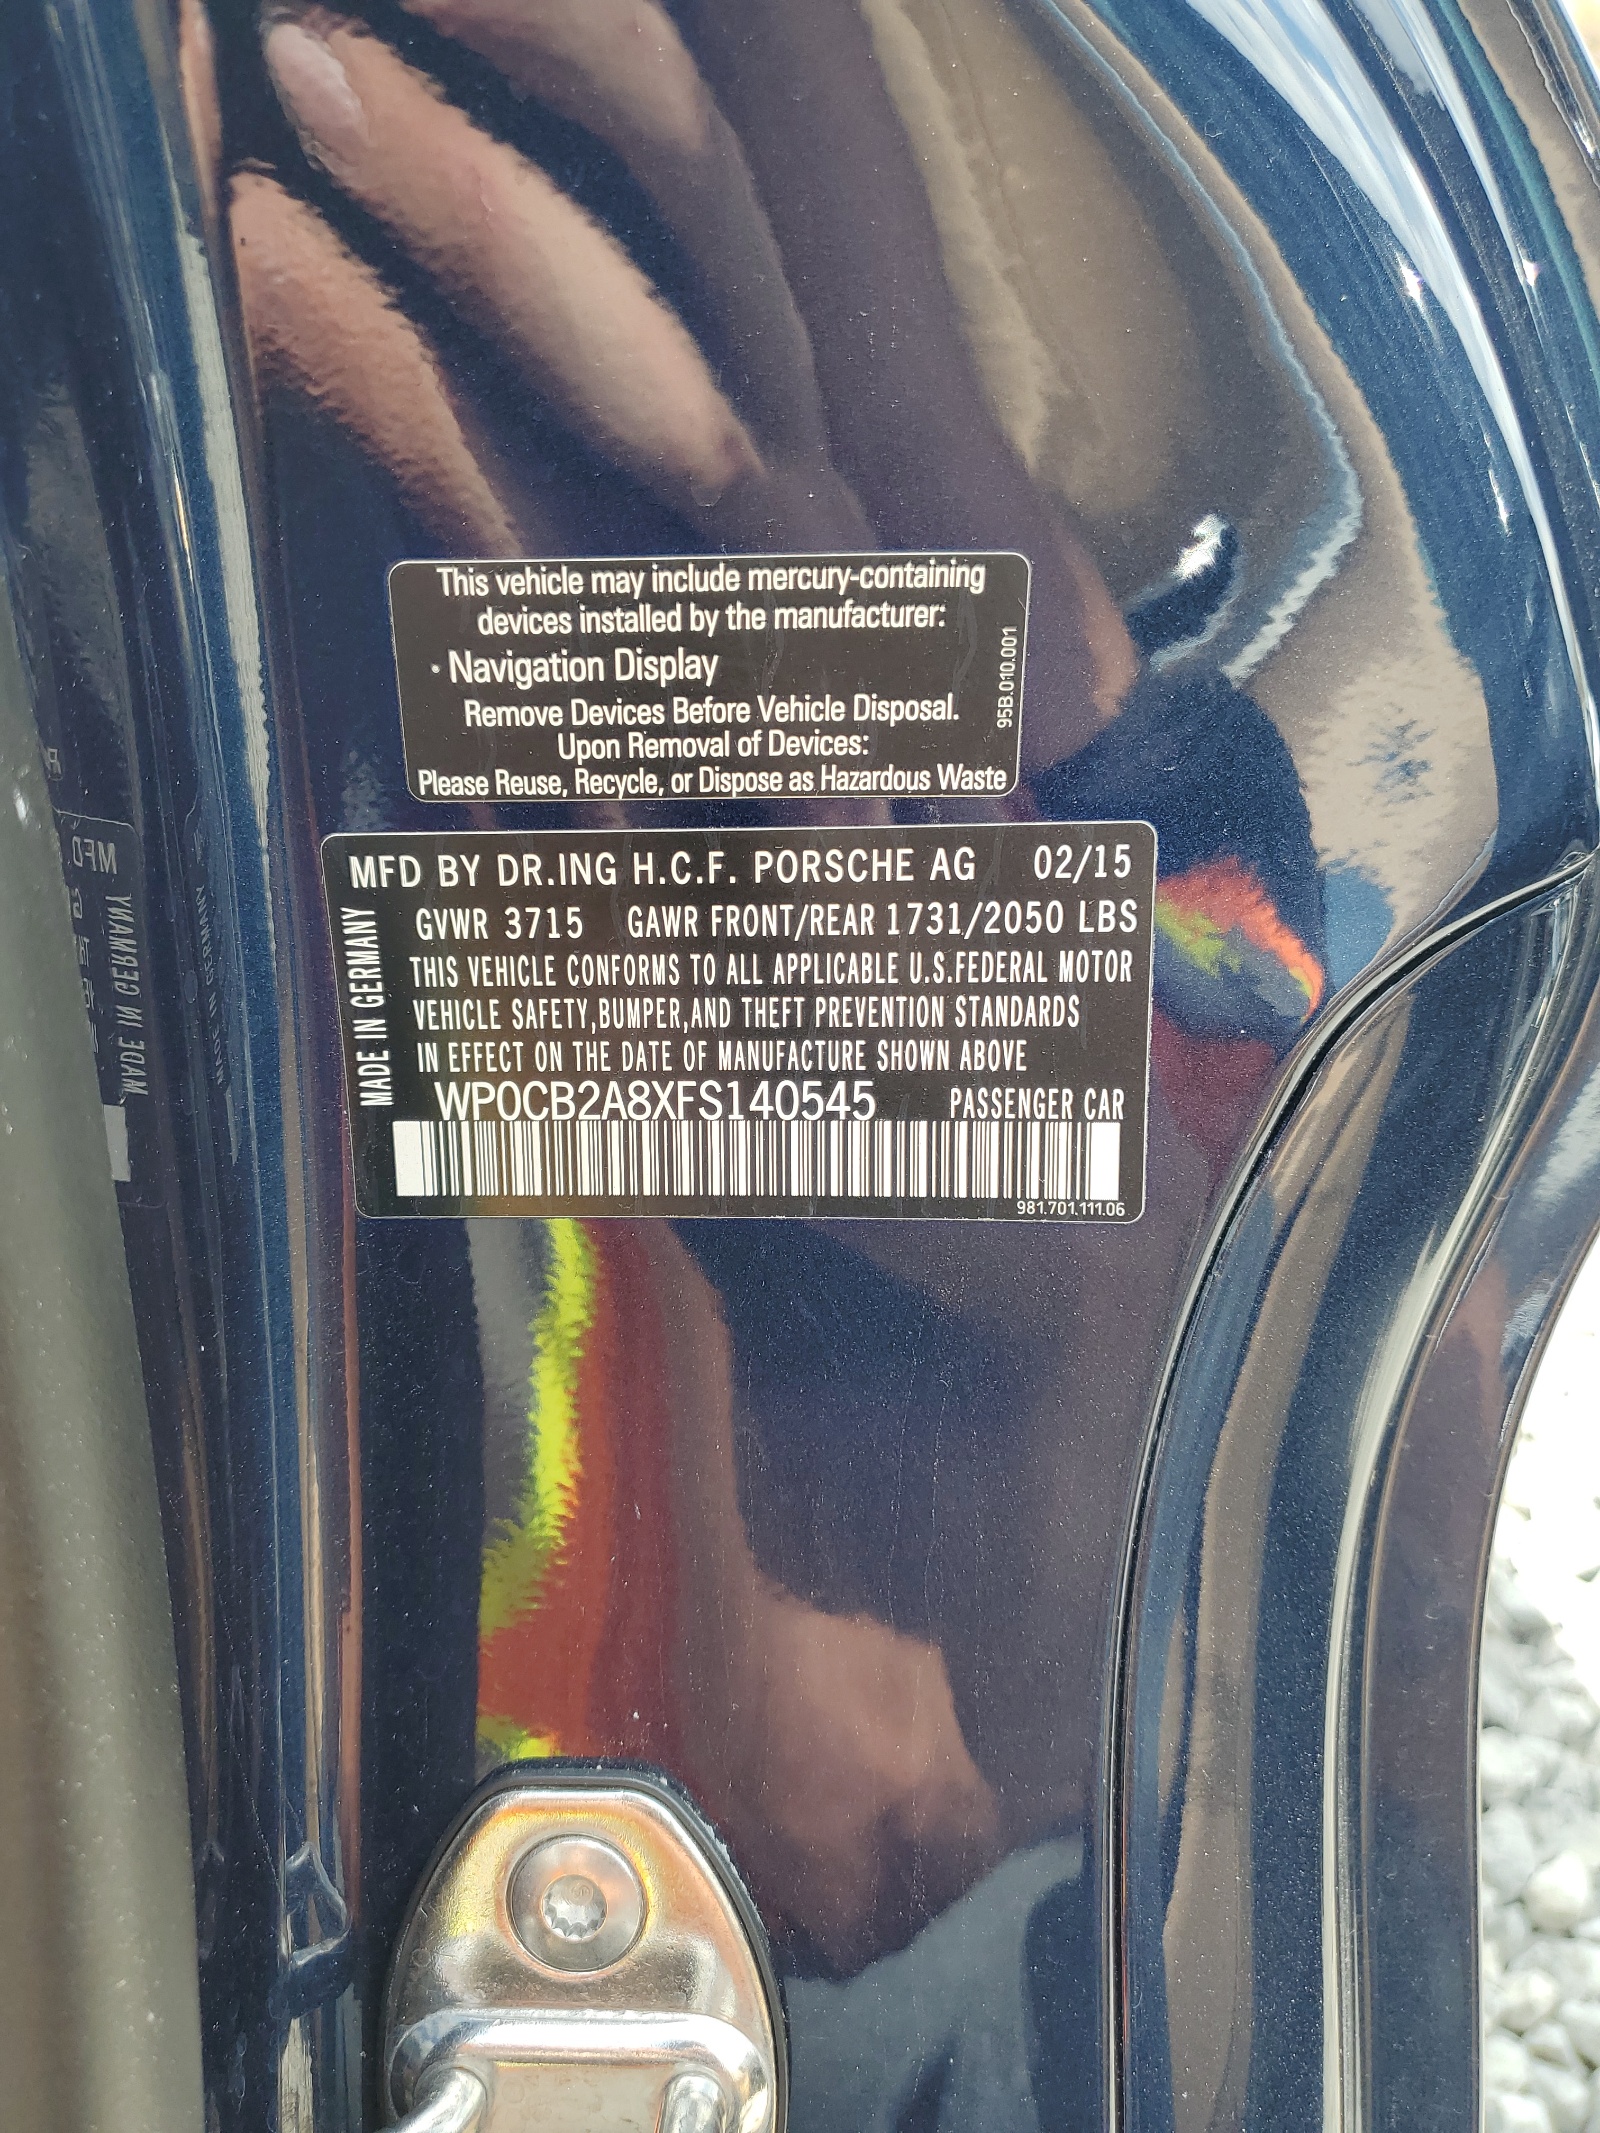 This vehicle may include mercury-containing
devices installed by the manufacturer:
· Navigation Display
Remove Devices Before Vehicle Disposal.
Upon Removal of Devices:
Please Reuse, Recycle, or Dispose as Hazardous Waste
95B.010.001
MFD BY DR.ING H.C.F. PORSCHE AG 02/15
GVWR 3715 GAWR FRONT/REAR 1731/2050 LBS
THIS VEHICLE CONFORMS TO ALL APPLICABLE U.S.FEDERAL MOTOR
VEHICLE SAFETY,BUMPER,AND THEFT PREVENTION STANDARDS
IN EFFECT ON THE DATE OF MANUFACTURE SHOWN ABOVE
WP0CB2A8XFS140545 PASSENGER CAR
MADE IN GERMANY
981.701.111.06